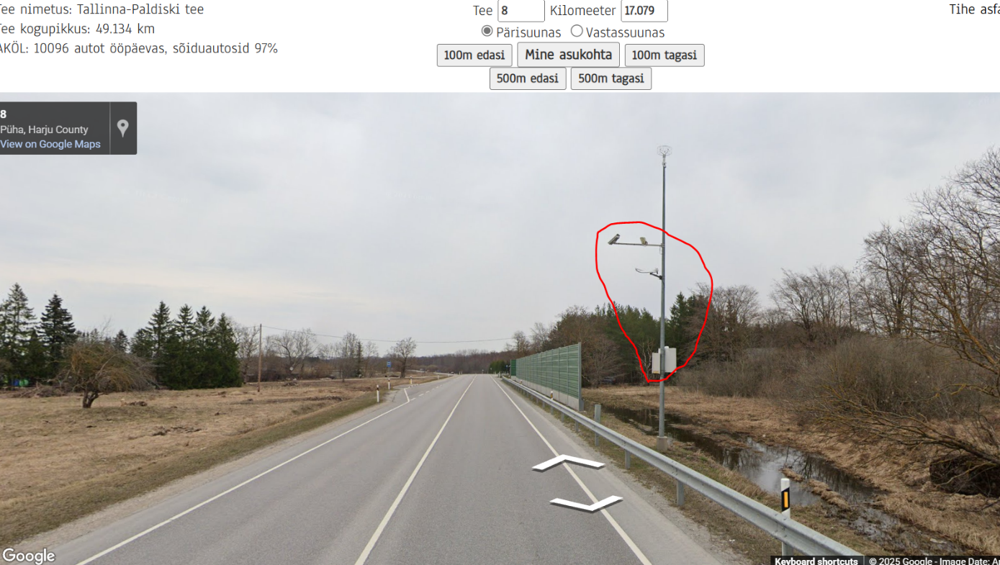 Tee nimetus: Tallinna-Paldiski tee
Tee kogupikkus: 49.134 km
AKÖL: 10096 autot ööpäevas, sõiduautosid 97%
Tee 8 Kilomeeter 17.079
Pärisuunas Vastassuunas
100m edasi Mine asukohta 100m tagasi
500m edasi 500m tagasi
Tihe
8
Püha, Harju County
View on Google Maps
Google
Keyboard shortcuts © 2025 Google - Image Date: